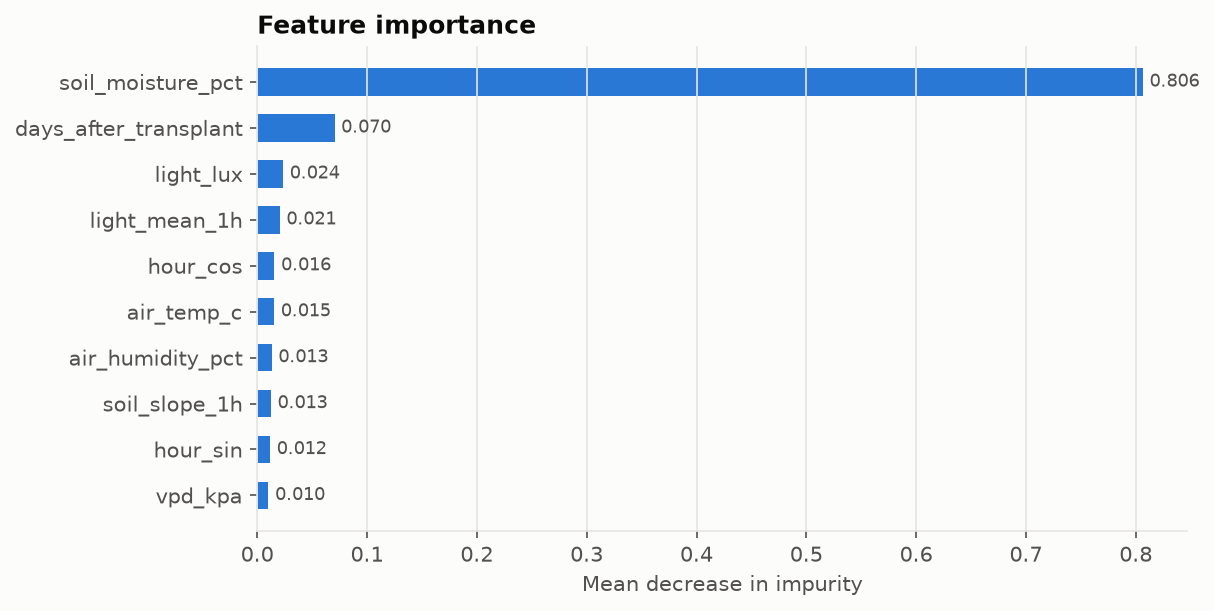 Feature importance
soil_moisture_pct 0.806
days_after_transplant 0.070
light_lux 0.024
light_mean_1h 0.021
hour_cos 0.016
air_temp_c 0.015
air_humidity_pct 0.013
soil_slope_1h 0.013
hour_sin 0.012
vpd_kpa 0.010
0.0 0.1 0.2 0.3 0.4 0.5 0.6 0.7 0.8
Mean decrease in impurity